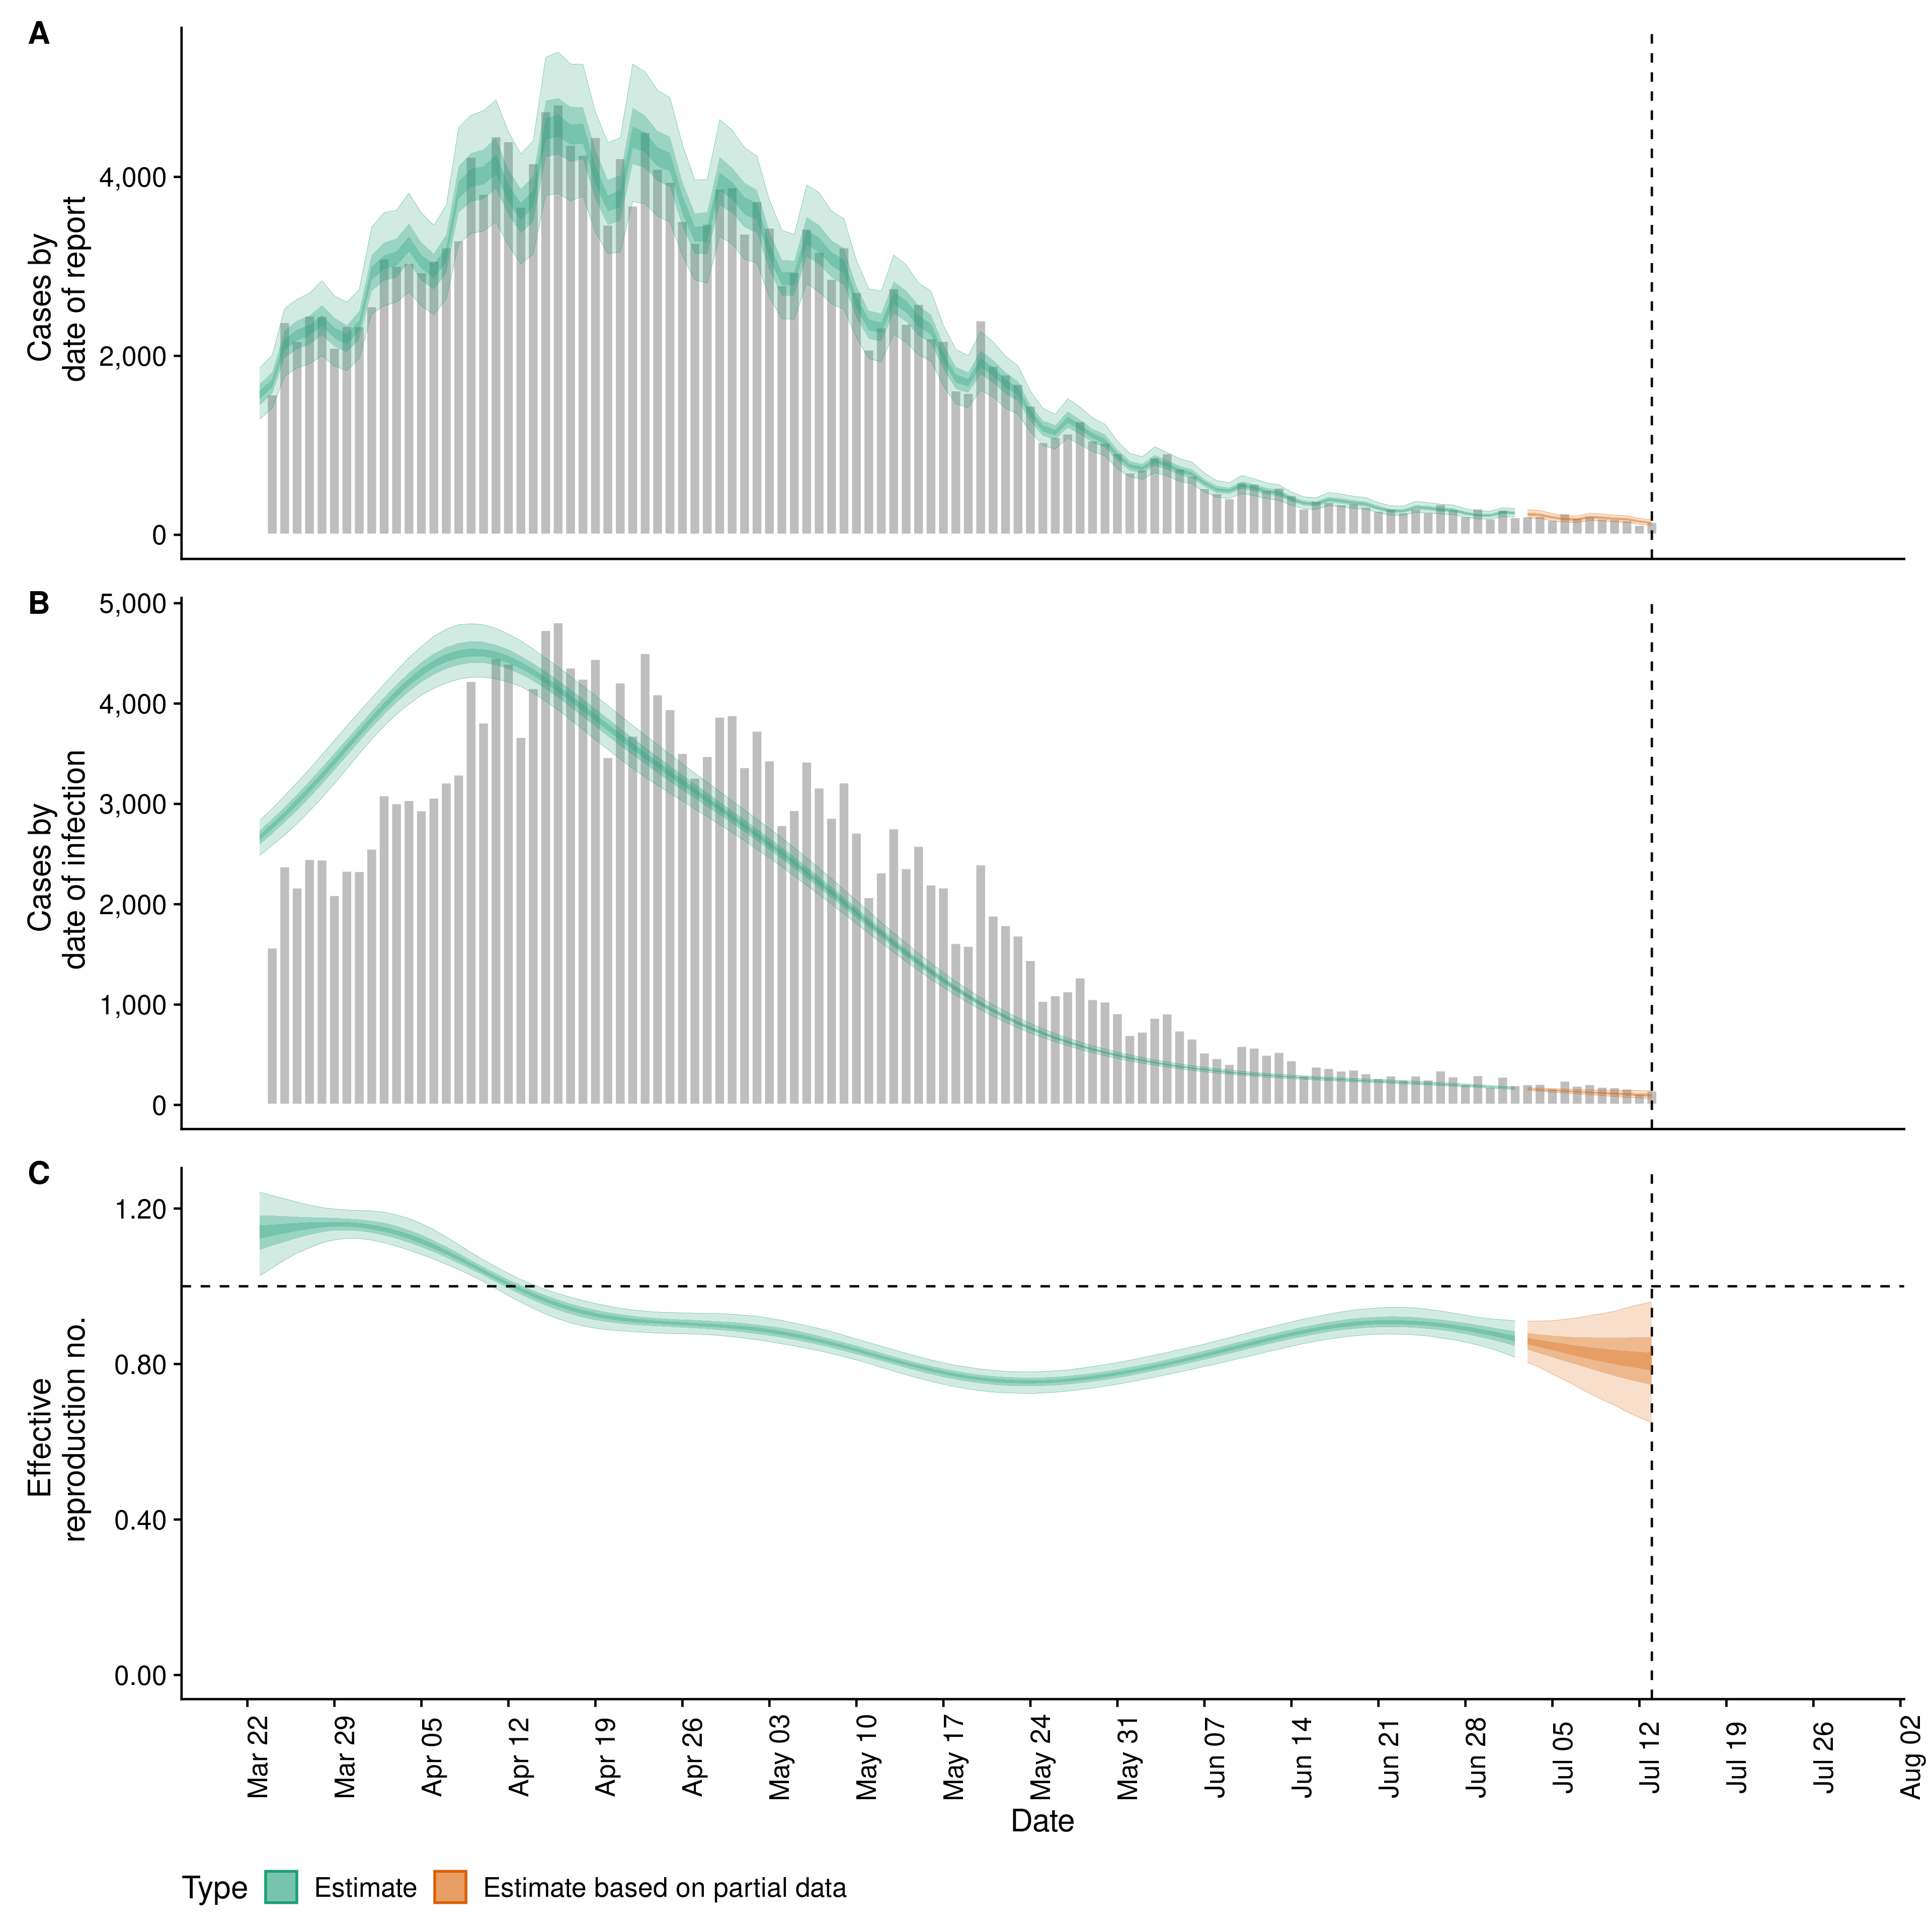 A
Cases by
date of report
4,000
2,000
0
B
Cases by
date of infection
5,000
4,000
3,000
2,000
1,000
0
C
Effective
reproduction no.
1.20
0.80
0.40
0.00
Mar 22
Mar 29
Apr 05
Apr 12
Apr 19
Apr 26
May 03
May 10
May 17
May 24
May 31
Jun 07
Jun 14
Jun 21
Jun 28
Jul 05
Jul 12
Jul 19
Jul 26
Aug 02
Date
Type Estimate Estimate based on partial data